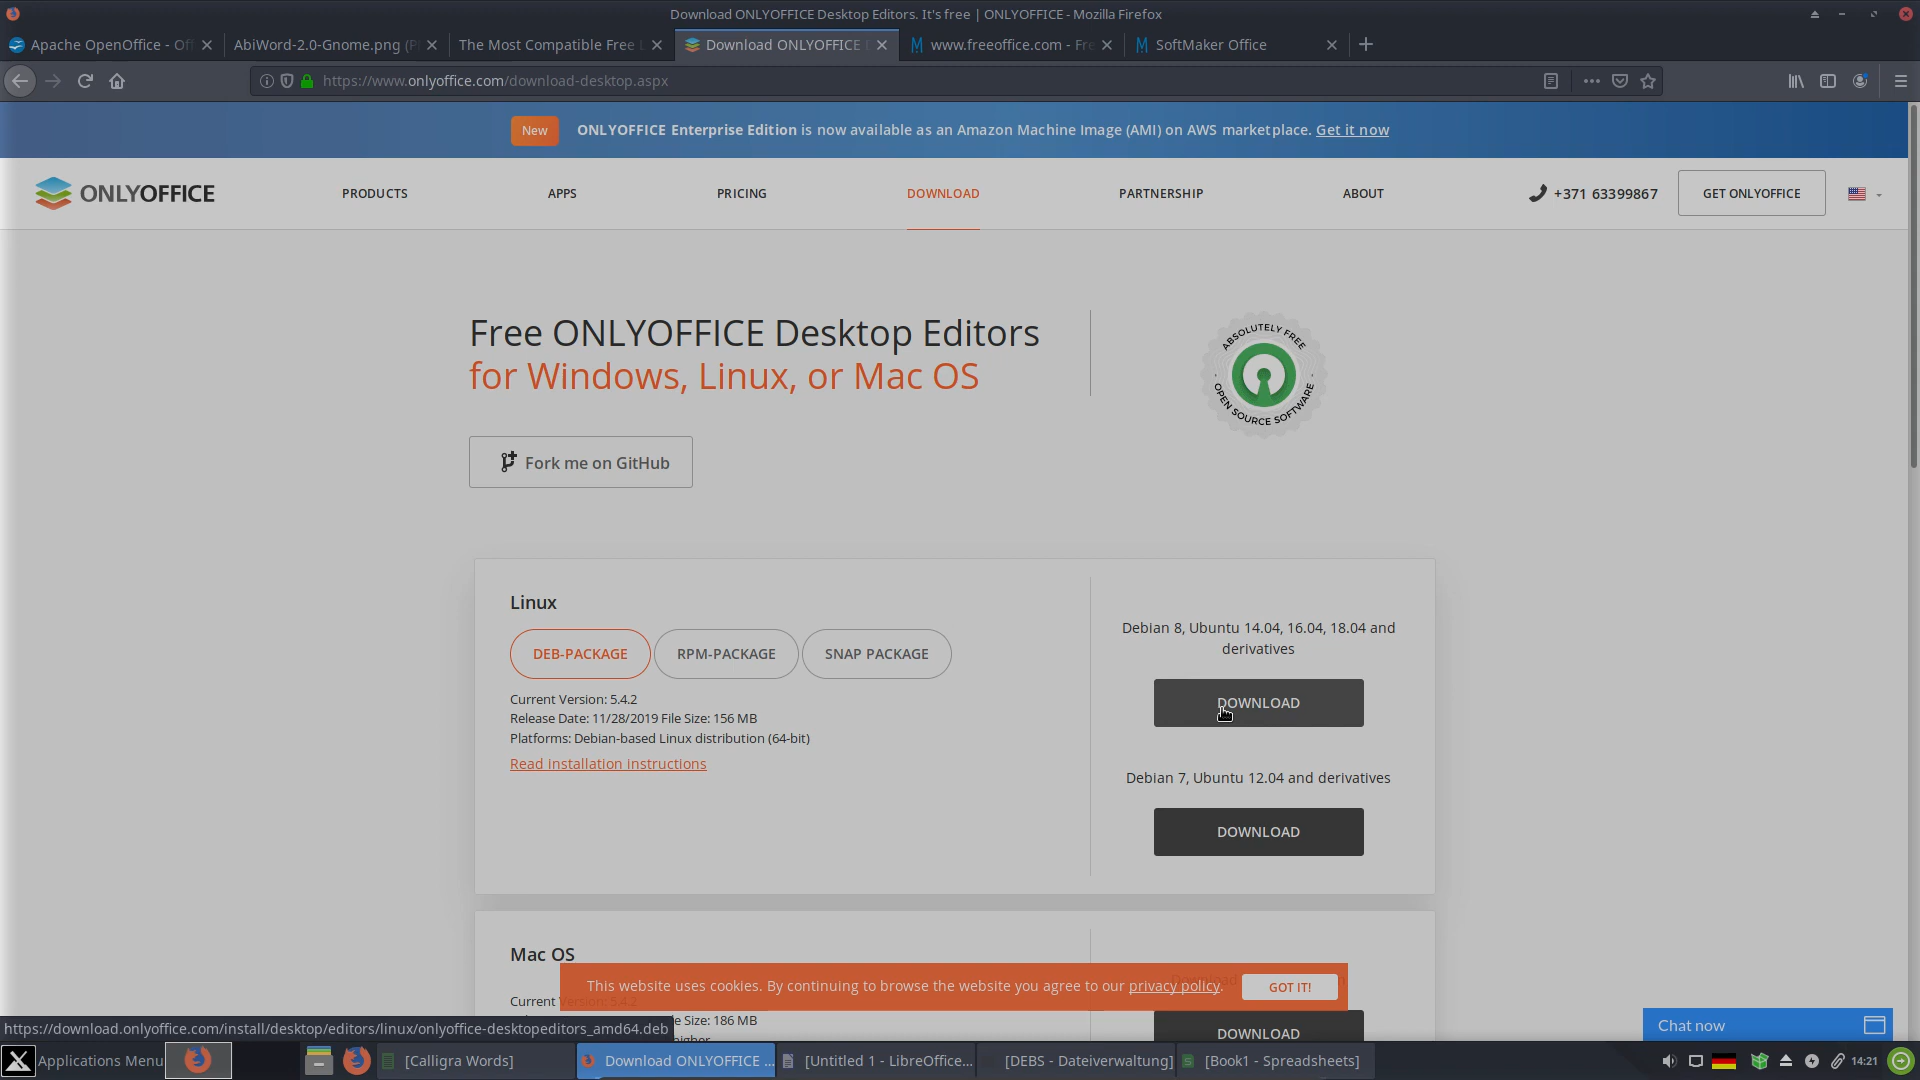 Download ONLYOFFICE Desktop Editors. It's free | ONLYOFFICE - Mozilla Firefox
Apache OpenOffice - Off
AbiWord-2.0-Gnome.png (P
The Most Compatible Free
Download ONLYOFFICE
www.freeoffice.com - Fre
SoftMaker Office
https://www.onlyoffice.com/download-desktop.aspx
New
ONLYOFFICE Enterprise Edition is now available as an Amazon Machine Image (AMI) on AWS marketplace. Get it now
ONLYOFFICE
PRODUCTS
APPS
PRICING
DOWNLOAD
PARTNERSHIP
ABOUT
+371 63399867
GET ONLYOFFICE
Free ONLYOFFICE Desktop Editors
for Windows, Linux, or Mac OS
ABSOLUTELY FREE
OPEN SOURCE SOFTWARE
Fork me on GitHub
Linux
DEB-PACKAGE
RPM-PACKAGE
SNAP PACKAGE
Current Version: 5.4.2
Release Date: 11/28/2019 File Size: 156 MB
Platforms: Debian-based Linux distribution (64-bit)
Read installation instructions
Debian 8, Ubuntu 14.04, 16.04, 18.04 and
derivatives
DOWNLOAD
Debian 7, Ubuntu 12.04 and derivatives
DOWNLOAD
Mac OS
This website uses cookies. By continuing to browse the website you agree to our privacy policy.
GOT IT!
Current Version: 5.4.2
le Size: 186 MB
DOWNLOAD
Chat now
https://download.onlyoffice.com/install/desktop/editors/linux/onlyoffice-desktopeditors_amd64.deb
Applications Menu
[Calligra Words]
Download ONLYOFFICE ...
[Untitled 1 - LibreOffice...
[DEBS - Dateiverwaltung]
[Book1 - Spreadsheets]
14:21